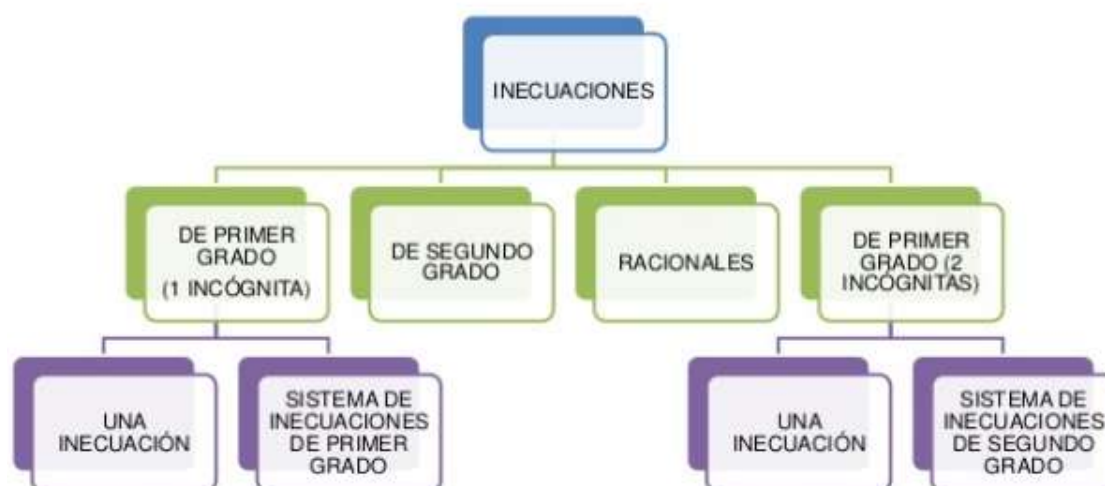 INECUACIONES
DE PRIMER
GRADO
(1 INCÓGNITA)
DE SEGUNDO
GRADO
RACIONALES
DE PRIMER
GRADO (2
INCÓGNITAS)
UNA
INECUACIÓN
SISTEMA DE
INECUACIONES
DE PRIMER
GRADO
UNA
INECUACIÓN
SISTEMA DE
INECUACIONES
DE SEGUNDO
GRADO